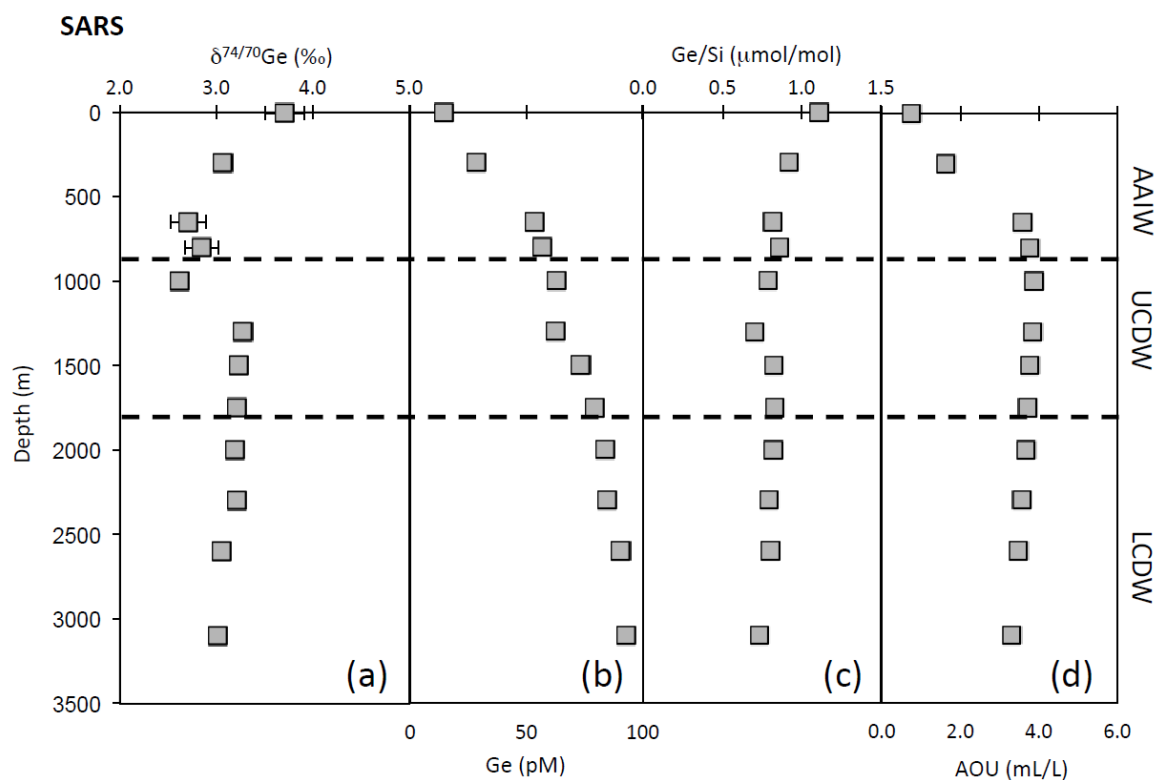 SARS
δ74/70Ge (‰)
Ge/Si (μmol/mol)
2.0 3.0 4.0 5.0 0.0 0.5 1.0 1.5
0
500
1000
1500
2000
2500
3000
3500
Depth (m)
AAIW
UCDW
LCDW
(a) (b) (c) (d)
0 50 100 0.0 2.0 4.0 6.0
Ge (pM)
AOU (mL/L)